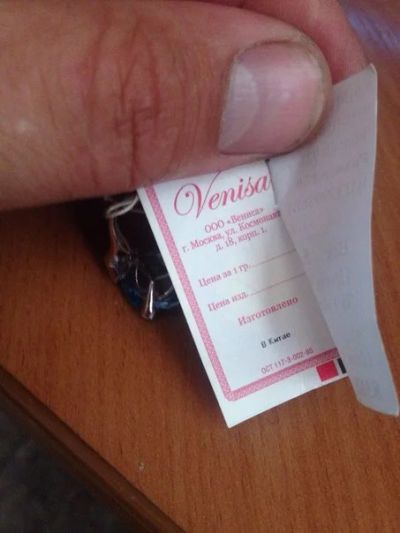 Venisa
ООО «Вениса»
г. Москва, ул. Космонавт
д. 18, корп. 1.
Цена за 1 гр.
Цена изд.
Изготовлено
в Китае
ОСТ 117-3-002-95